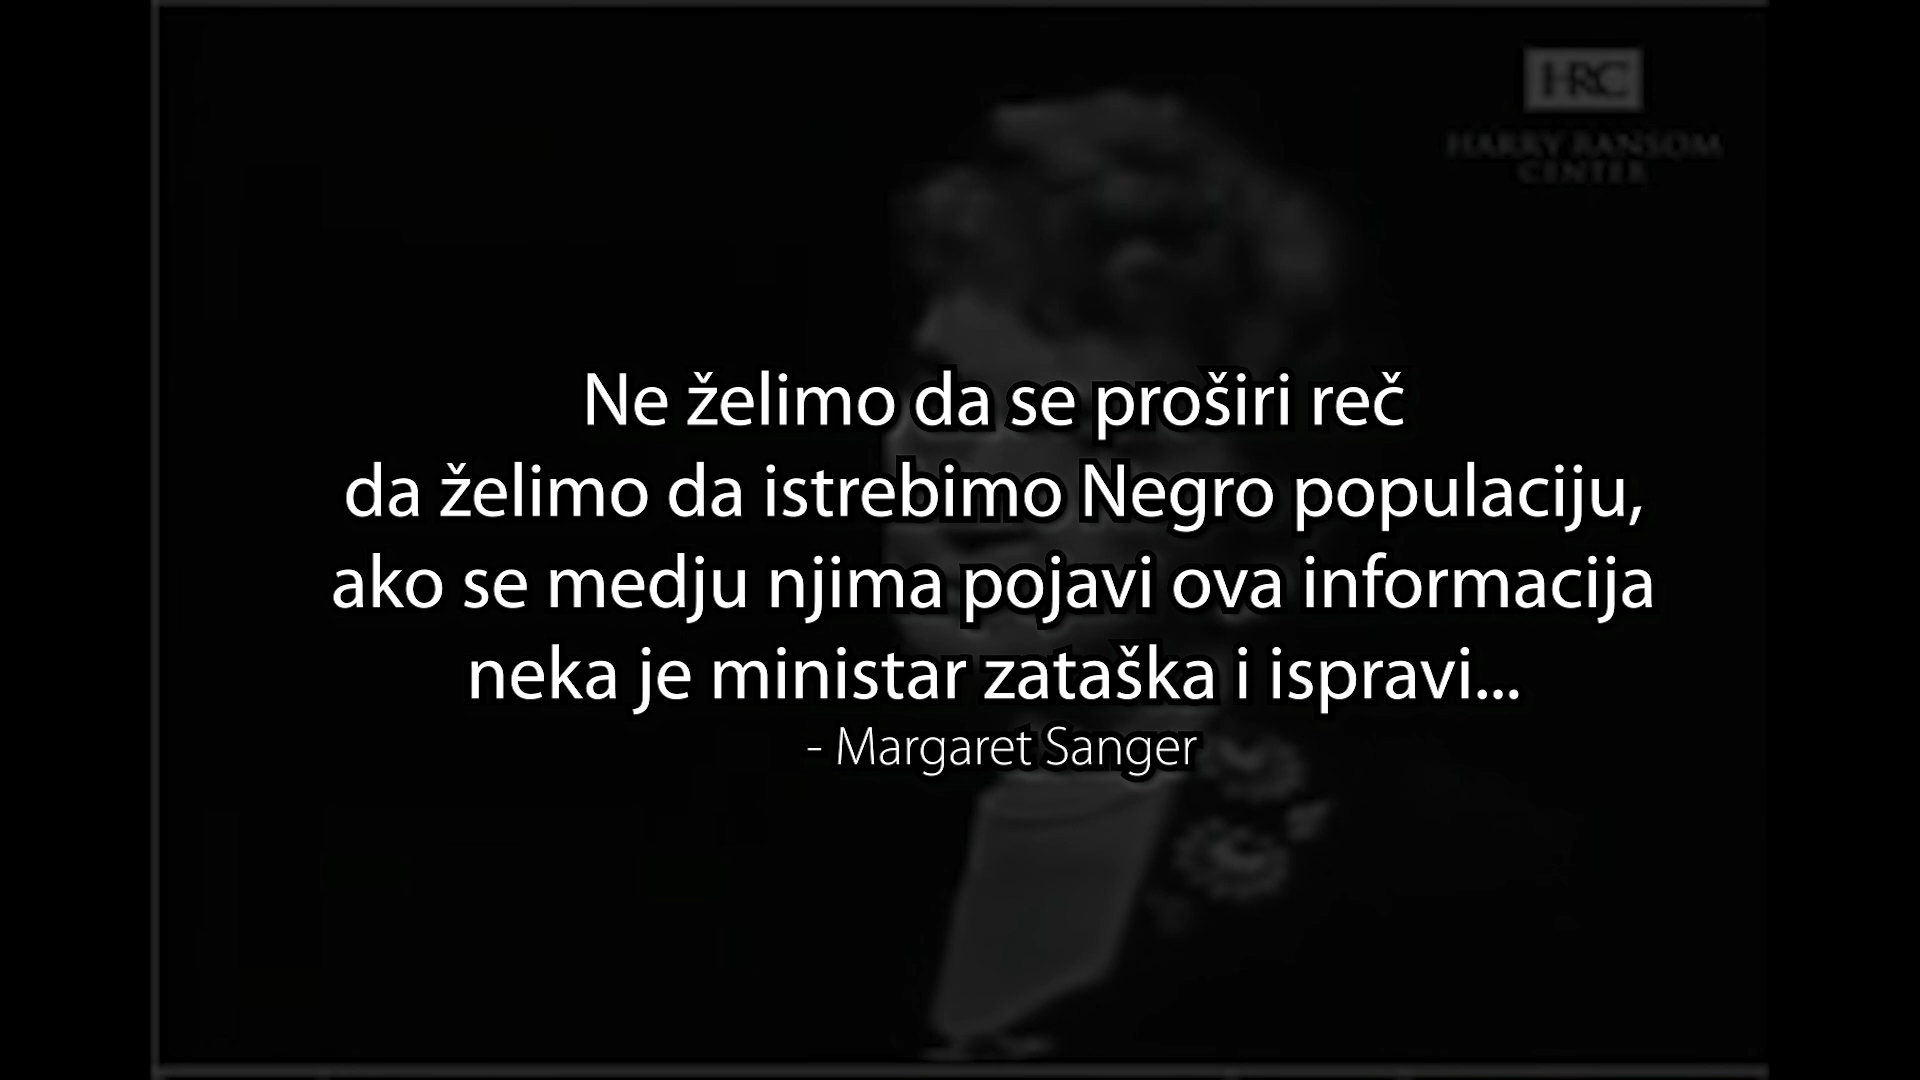 HRC
HARRY RANSOM
CENTER
Ne želimo da se proširi reč
da želimo da istrebimo Negro populaciju,
ako se medju njima pojavi ova informacija
neka je ministar zataška i ispravi...
- Margaret Sanger